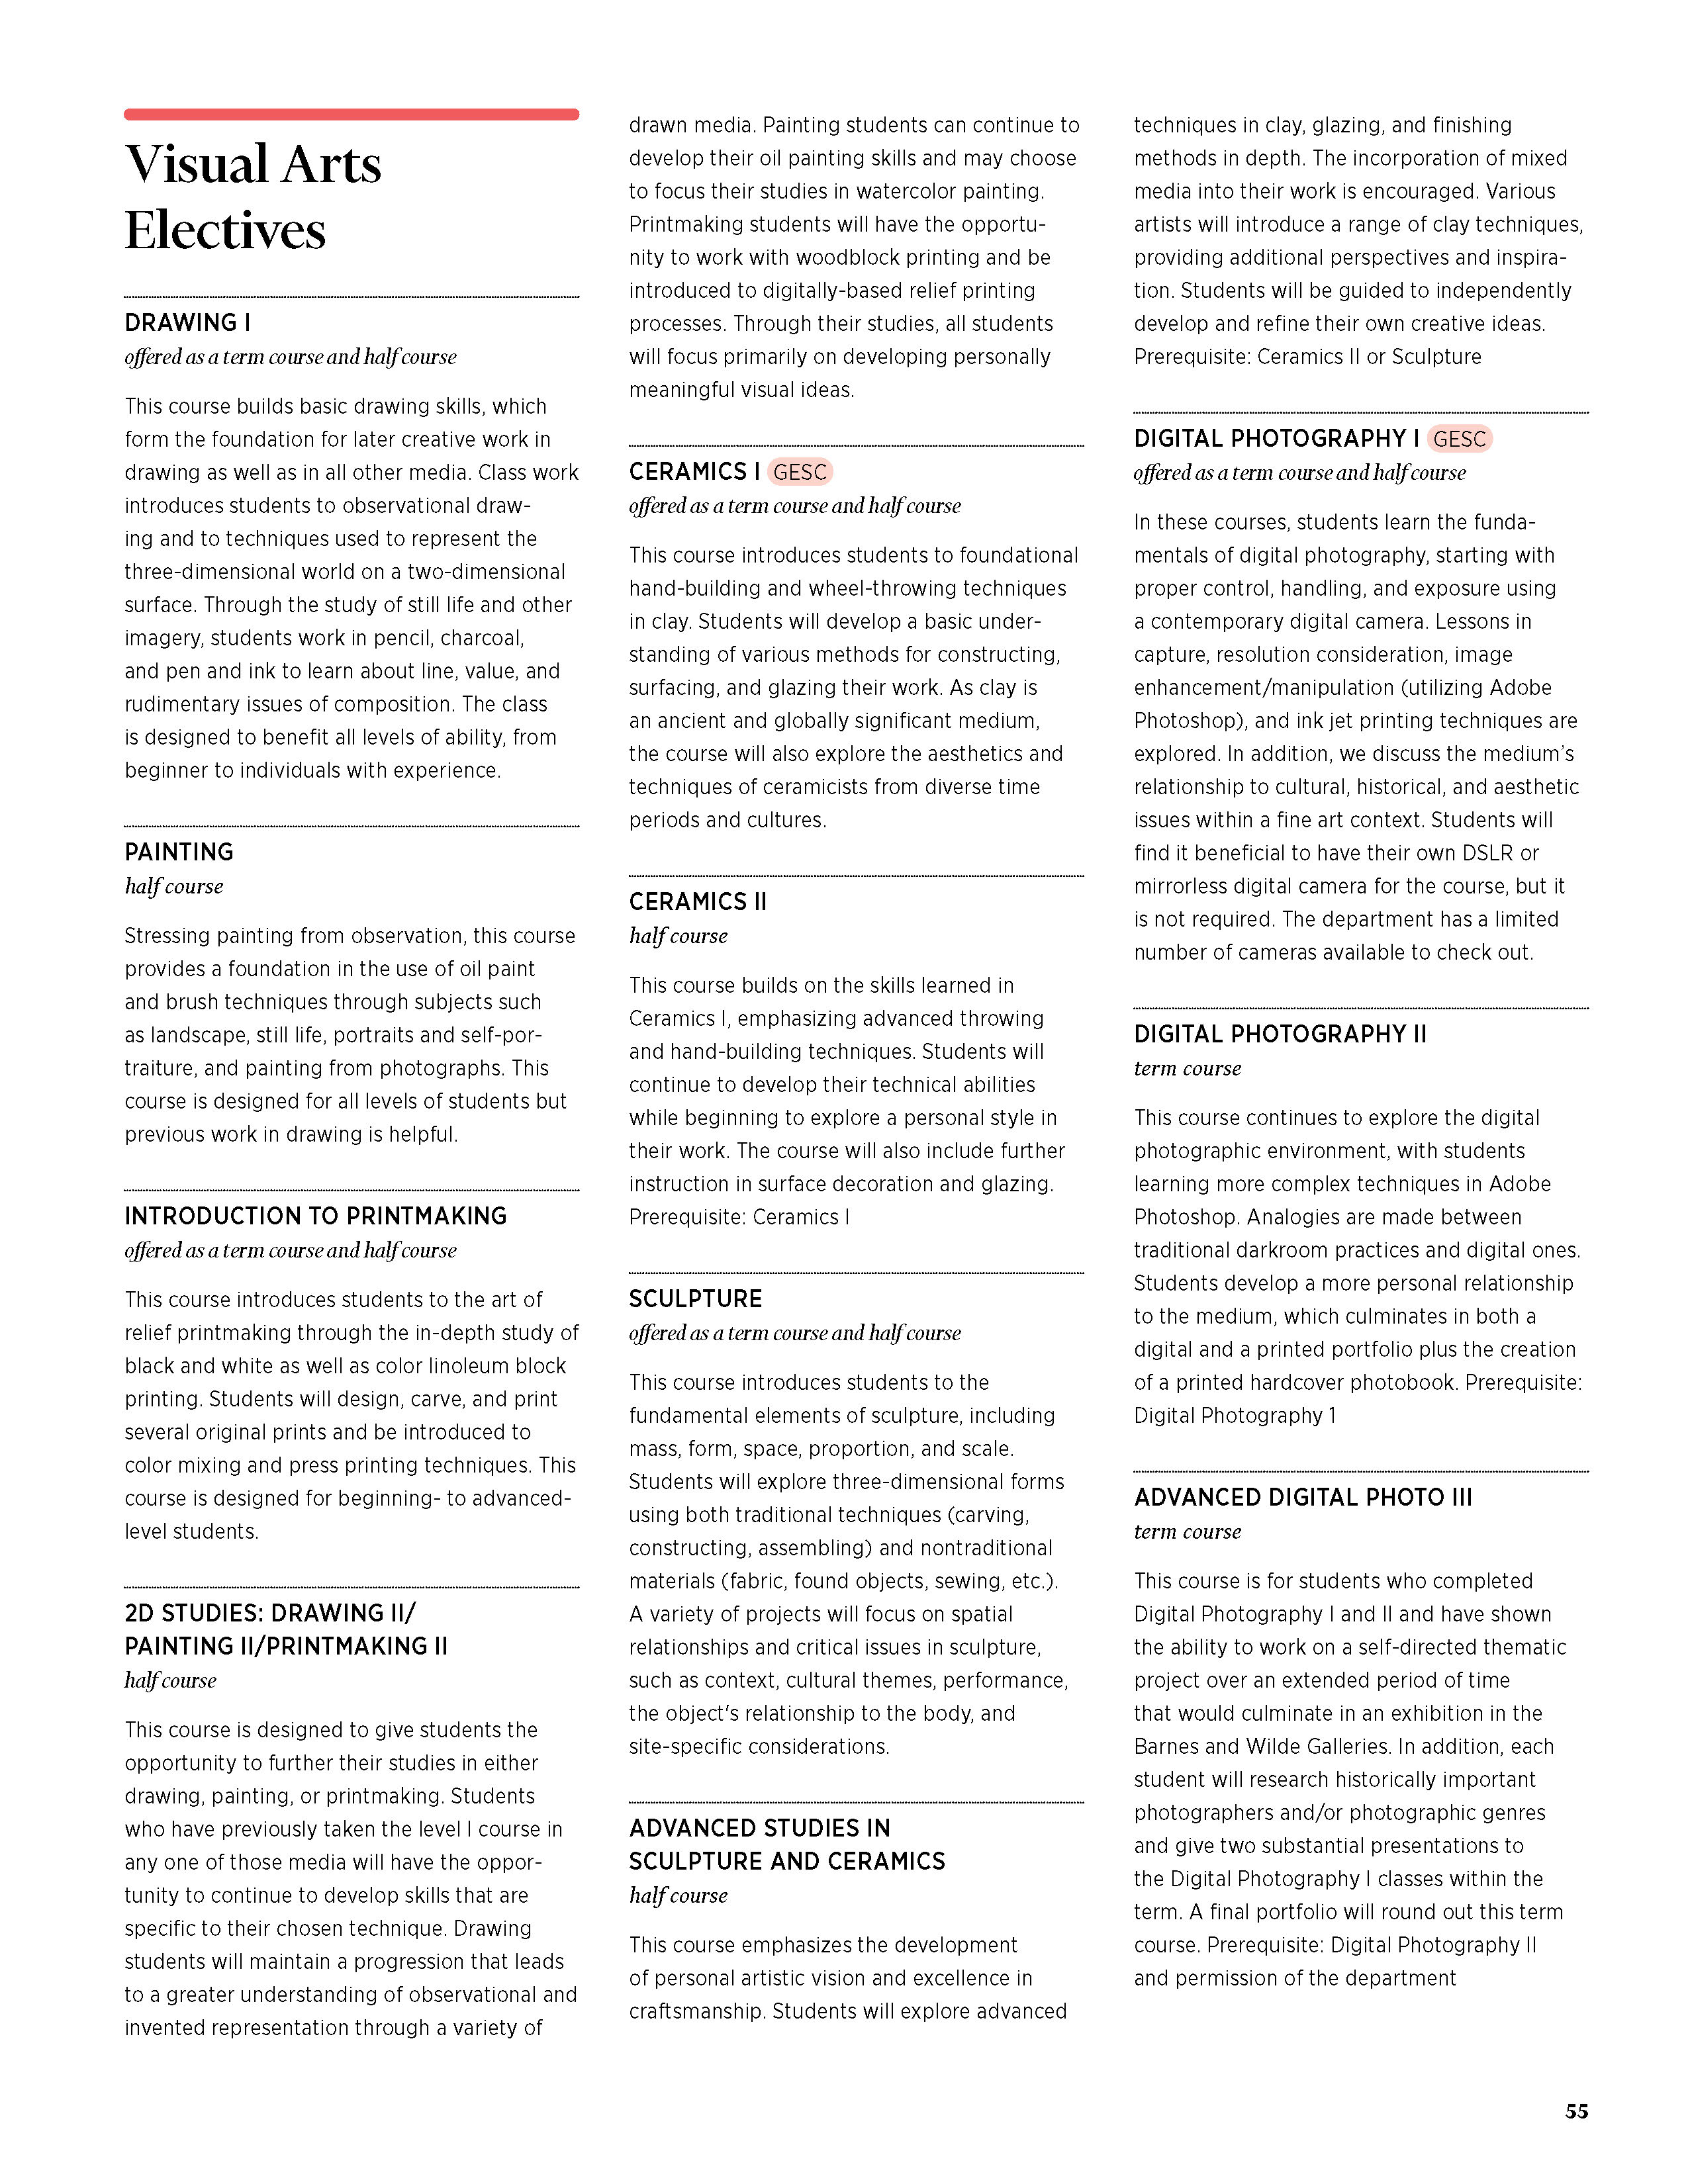 Visual Arts
Electives
DRAWING I
offered as a term course and half course
This course builds basic drawing skills, which
form the foundation for later creative work in
drawing as well as in all other media. Class work
introduces students to observational draw-
ing and to techniques used to represent the
three-dimensional world on a two-dimensional
surface. Through the study of still life and other
imagery, students work in pencil, charcoal,
and pen and ink to learn about line, value, and
rudimentary issues of composition. The class
is designed to benefit all levels of ability, from
beginner to individuals with experience.
PAINTING
half course
Stressing painting from observation, this course
provides a foundation in the use of oil paint
and brush techniques through subjects such
as landscape, still life, portraits and self-por-
traiture, and painting from photographs. This
course is designed for all levels of students but
previous work in drawing is helpful.
INTRODUCTION TO PRINTMAKING
offered as a term course and half course
This course introduces students to the art of
relief printmaking through the in-depth study of
black and white as well as color linoleum block
printing. Students will design, carve, and print
several original prints and be introduced to
color mixing and press printing techniques. This
course is designed for beginning- to advanced-
level students.
2D STUDIES: DRAWING II/
PAINTING II/PRINTMAKING II
half course
This course is designed to give students the
opportunity to further their studies in either
drawing, painting, or printmaking. Students
who have previously taken the level I course in
any one of those media will have the oppor-
tunity to continue to develop skills that are
specific to their chosen technique. Drawing
students will maintain a progression that leads
to a greater understanding of observational and
invented representation through a variety of
drawn media. Painting students can continue to
develop their oil painting skills and may choose
to focus their studies in watercolor painting.
Printmaking students will have the opportu-
nity to work with woodblock printing and be
introduced to digitally-based relief printing
processes. Through their studies, all students
will focus primarily on developing personally
meaningful visual ideas.
CERAMICS I GESC
offered as a term course and half course
This course introduces students to foundational
hand-building and wheel-throwing techniques
in clay. Students will develop a basic under-
standing of various methods for constructing,
surfacing, and glazing their work. As clay is
an ancient and globally significant medium,
the course will also explore the aesthetics and
techniques of ceramicists from diverse time
periods and cultures.
CERAMICS II
half course
This course builds on the skills learned in
Ceramics I, emphasizing advanced throwing
and hand-building techniques. Students will
continue to develop their technical abilities
while beginning to explore a personal style in
their work. The course will also include further
instruction in surface decoration and glazing.
Prerequisite: Ceramics I
SCULPTURE
offered as a term course and half course
This course introduces students to the
fundamental elements of sculpture, including
mass, form, space, proportion, and scale.
Students will explore three-dimensional forms
using both traditional techniques (carving,
constructing, assembling) and nontraditional
materials (fabric, found objects, sewing, etc.).
A variety of projects will focus on spatial
relationships and critical issues in sculpture,
such as context, cultural themes, performance,
the object's relationship to the body, and
site-specific considerations.
ADVANCED STUDIES IN
SCULPTURE AND CERAMICS
half course
This course emphasizes the development
of personal artistic vision and excellence in
craftsmanship. Students will explore advanced
techniques in clay, glazing, and finishing
methods in depth. The incorporation of mixed
media into their work is encouraged. Various
artists will introduce a range of clay techniques,
providing additional perspectives and inspira-
tion. Students will be guided to independently
develop and refine their own creative ideas.
Prerequisite: Ceramics II or Sculpture
DIGITAL PHOTOGRAPHY I GESC
offered as a term course and half course
In these courses, students learn the funda-
mentals of digital photography, starting with
proper control, handling, and exposure using
a contemporary digital camera. Lessons in
capture, resolution consideration, image
enhancement/manipulation (utilizing Adobe
Photoshop), and ink jet printing techniques are
explored. In addition, we discuss the medium’s
relationship to cultural, historical, and aesthetic
issues within a fine art context. Students will
find it beneficial to have their own DSLR or
mirrorless digital camera for the course, but it
is not required. The department has a limited
number of cameras available to check out.
DIGITAL PHOTOGRAPHY II
term course
This course continues to explore the digital
photographic environment, with students
learning more complex techniques in Adobe
Photoshop. Analogies are made between
traditional darkroom practices and digital ones.
Students develop a more personal relationship
to the medium, which culminates in both a
digital and a printed portfolio plus the creation
of a printed hardcover photobook. Prerequisite:
Digital Photography 1
ADVANCED DIGITAL PHOTO III
term course
This course is for students who completed
Digital Photography I and II and have shown
the ability to work on a self-directed thematic
project over an extended period of time
that would culminate in an exhibition in the
Barnes and Wilde Galleries. In addition, each
student will research historically important
photographers and/or photographic genres
and give two substantial presentations to
the Digital Photography I classes within the
term. A final portfolio will round out this term
course. Prerequisite: Digital Photography II
and permission of the department
55